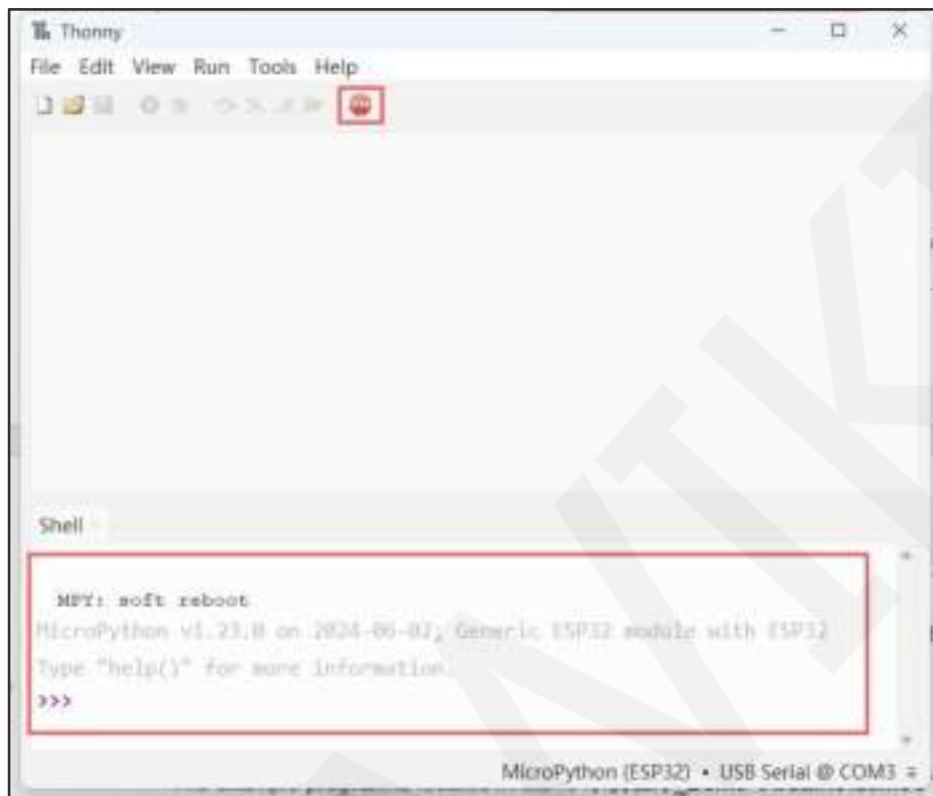 Thonny
File Edit View Run Tools Help
Shell
MPY: soft reboot
MicroPython v1.23.0 on 2024-06-02; Generic ESP32 module with ESP32
Type "help()" for more information.
>>>
MicroPython (ESP32) • USB Serial @ COM3